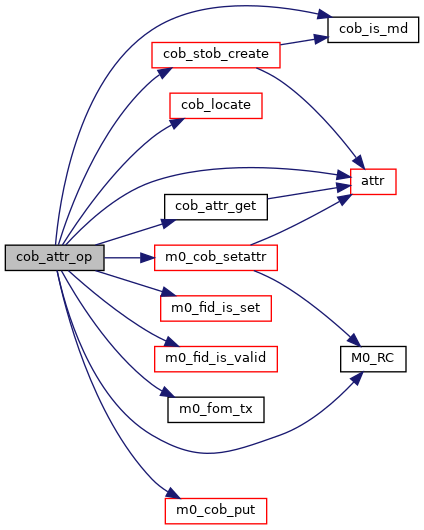 cob_is_md
cob_stob_create
cob_locate
attr
cob_attr_get
cob_attr_op
m0_cob_setattr
m0_fid_is_set
m0_fid_is_valid
M0_RC
m0_fom_tx
m0_cob_put